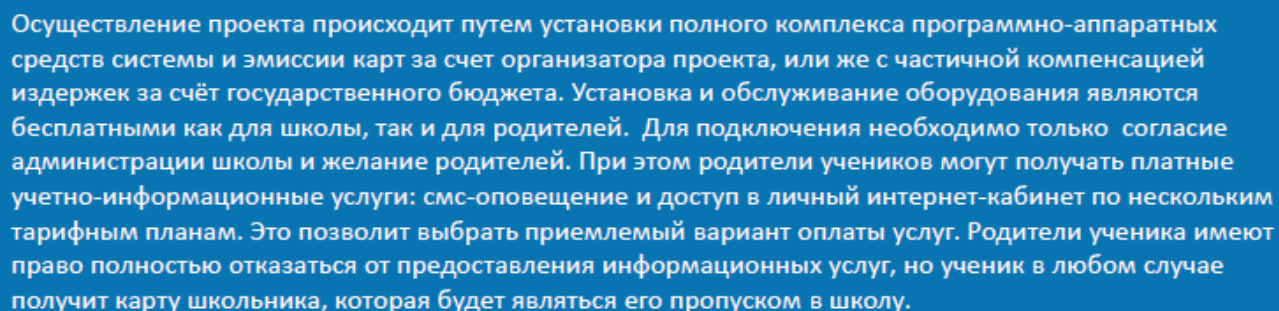 Осуществление проекта происходит путем установки полного комплекса программно-аппаратных
средств системы и эмиссии карт за счет организатора проекта, или же с частичной компенсацией
издержек за счёт государственного бюджета. Установка и обслуживание оборудования являются
бесплатными как для школы, так и для родителей.  Для подключения необходимо только  согласие
администрации школы и желание родителей. При этом родители учеников могут получать платные
учетно-информационные услуги: смс-оповещение и доступ в личный интернет-кабинет по нескольким
тарифным планам. Это позволит выбрать приемлемый вариант оплаты услуг. Родители ученика имеют
право полностью отказаться от предоставления информационных услуг, но ученик в любом случае
получит карту школьника, которая будет являться его пропуском в школу.